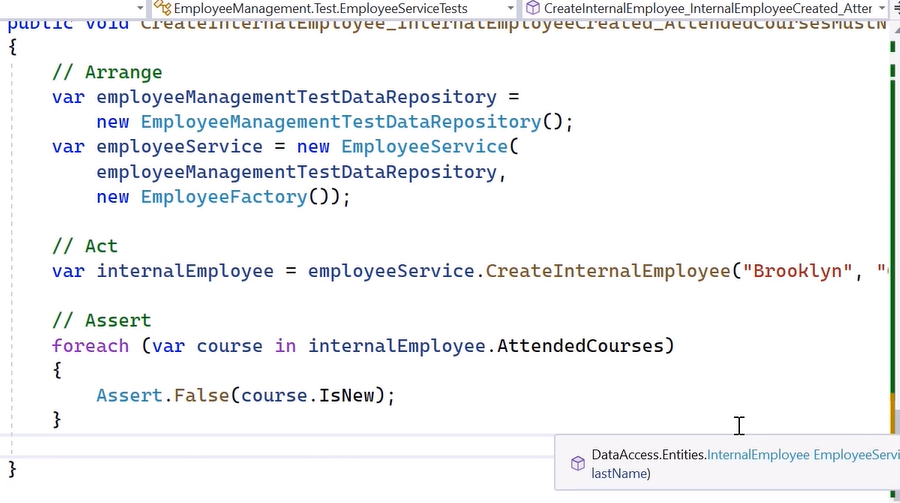 EmployeeManagement.Test.EmployeeServiceTests CreateInternalEmployee_InternalEmployeeCreated_Atter
public void CreateInternalEmployee_InternalEmployeeCreated_AttendedCoursesMustN
{
// Arrange
var employeeManagementTestDataRepository =
new EmployeeManagementTestDataRepository();
var employeeService = new EmployeeService(
employeeManagementTestDataRepository,
new EmployeeFactory());
// Act
var internalEmployee = employeeService.CreateInternalEmployee("Brooklyn", "
// Assert
foreach (var course in internalEmployee.AttendedCourses)
{
Assert.False(course.IsNew);
}
DataAccess.Entities.InternalEmployee EmployeeServi
lastName)
}